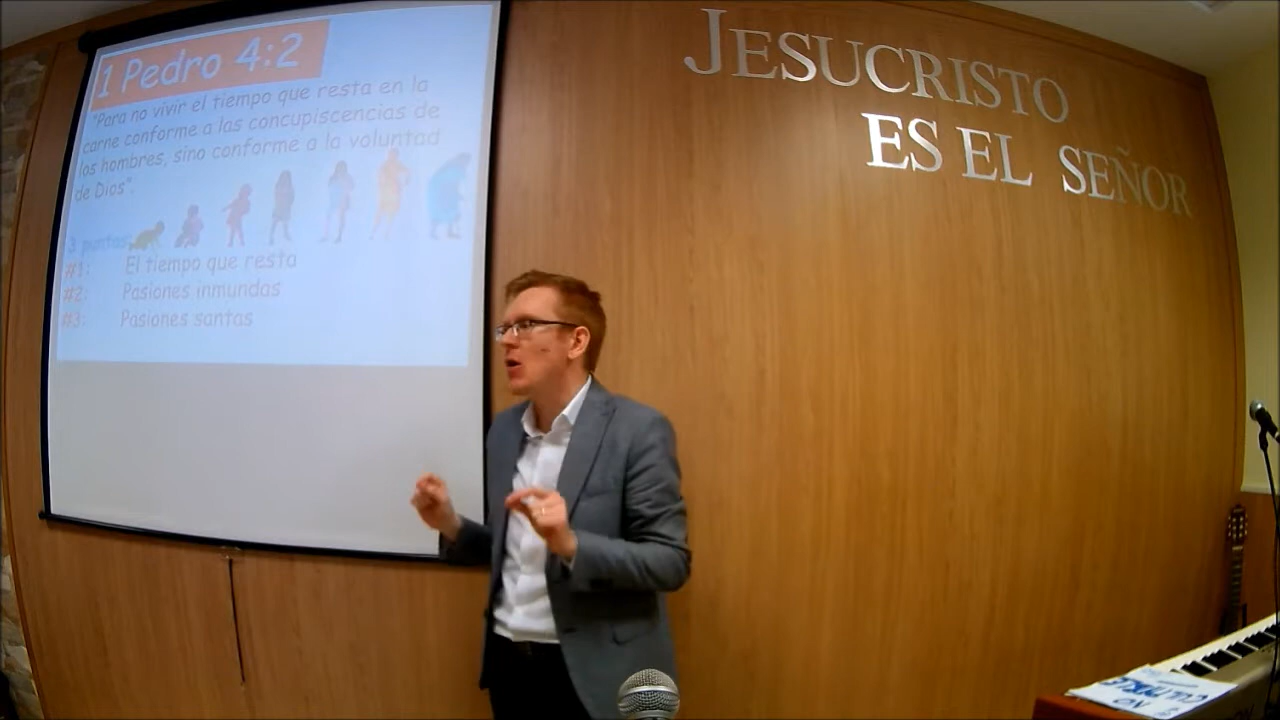 1 Pedro 4:2
"Para no vivir el tiempo que resta en la
carne conforme a las concupiscencias de
los hombres, sino conforme a la voluntad
de Dios".
3 puntos:
#1: El tiempo que resta
#2: Pasiones inmundas
#3: Pasiones santas
JESUCRISTO
ES EL SEÑOR
NO